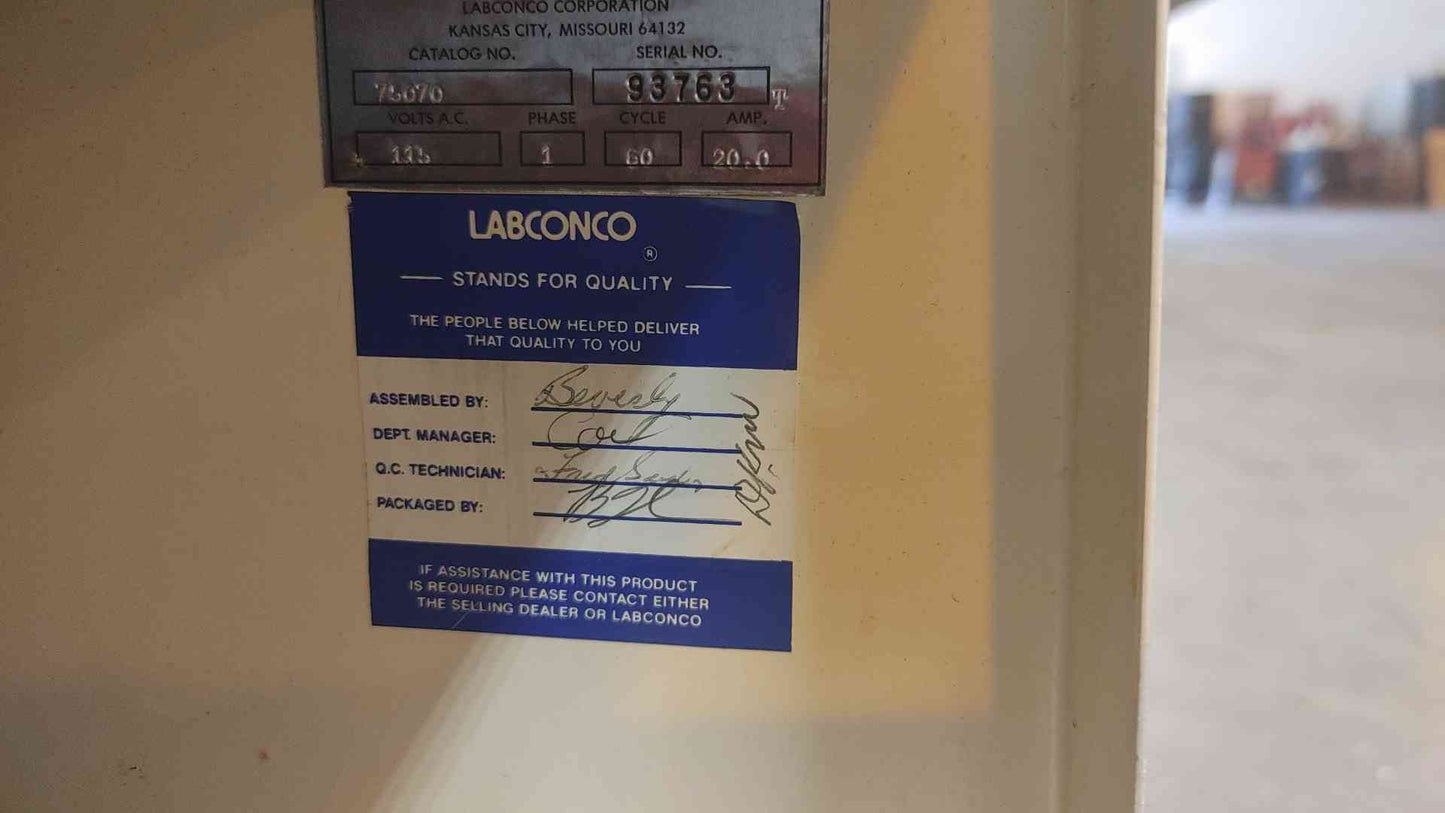 LABCONCO CORPORATION
KANSAS CITY, MISSOURI 64132
CATALOG NO. SERIAL NO.
75070 93763 T
VOLTS A.C. PHASE CYCLE AMP.
115 1 60 20.0
LABCONCO
®
STANDS FOR QUALITY
THE PEOPLE BELOW HELPED DELIVER
THAT QUALITY TO YOU
ASSEMBLED BY: Beverly
DEPT. MANAGER:
Q.C. TECHNICIAN:
PACKAGED BY:
IF ASSISTANCE WITH THIS PRODUCT
IS REQUIRED PLEASE CONTACT EITHER
THE SELLING DEALER OR LABCONCO